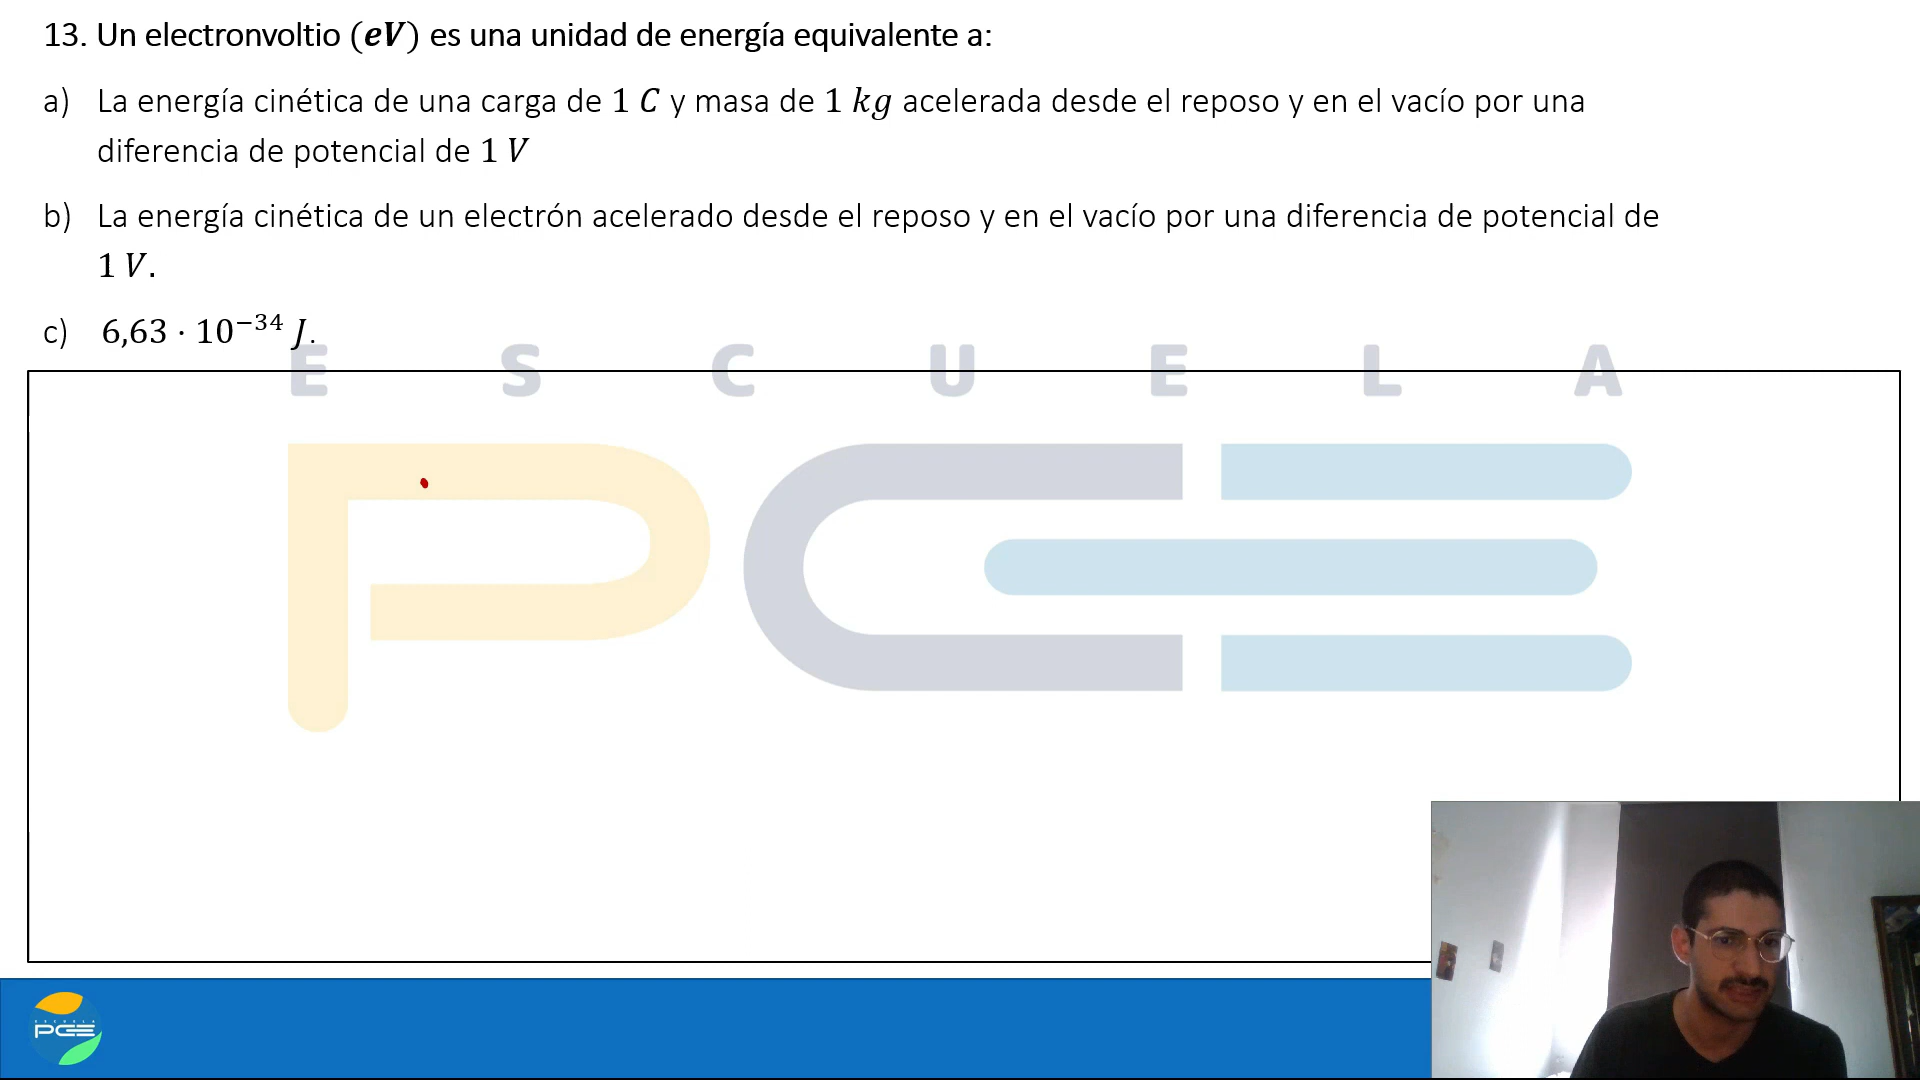 13. Un electronvoltio (eV) es una unidad de energía equivalente a:
a) La energía cinética de una carga de 1 C y masa de 1 kg acelerada desde el reposo y en el vacío por una
diferencia de potencial de 1 V
b) La energía cinética de un electrón acelerado desde el reposo y en el vacío por una diferencia de potencial de
1 V.
c) 6,63 · 10⁻³⁴ J.
E S C U E L A
PCE
ESCUELA
PCE